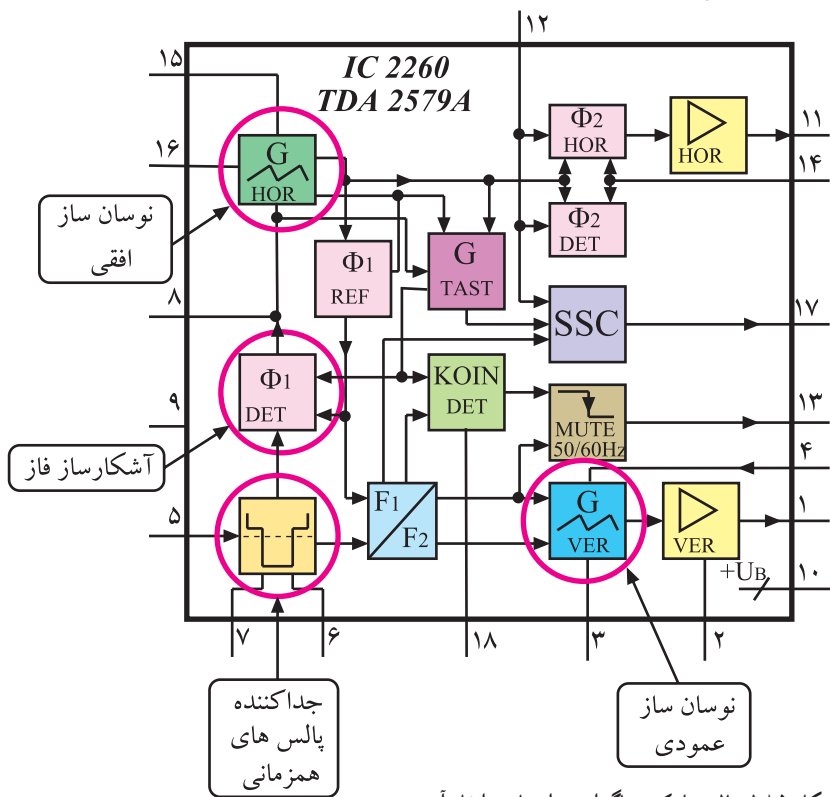 ۱۲
IC 2260
TDA 2579A
۱۵
۱۶
G
HOR
Φ2
HOR
HOR
۱۱
۱۴
نوسان ساز
افقی
Φ1
REF
G
TAST
Φ2
DET
۸
SSC
۱۷
Φ1
DET
KOIN
DET
MUTE
50/60Hz
۹
۱۳
آشکارساز فاز
۴
۵
F1
F2
G
VER
VER
۱
+UB
۱۰
۷
۶
۱۸
۳
۲
جداکننده
پالس های
همزمانی
نوسان ساز
عمودی